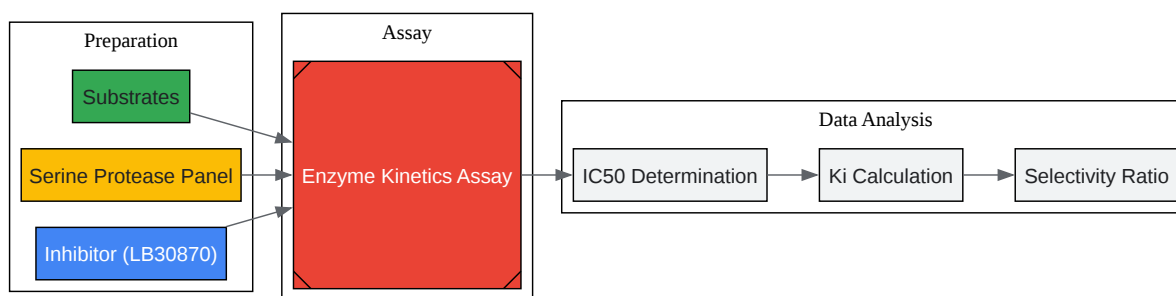 Preparation
Substrates
Serine Protease Panel
Inhibitor (LB30870)
Assay
Enzyme Kinetics Assay
Data Analysis
IC50 Determination
Ki Calculation
Selectivity Ratio